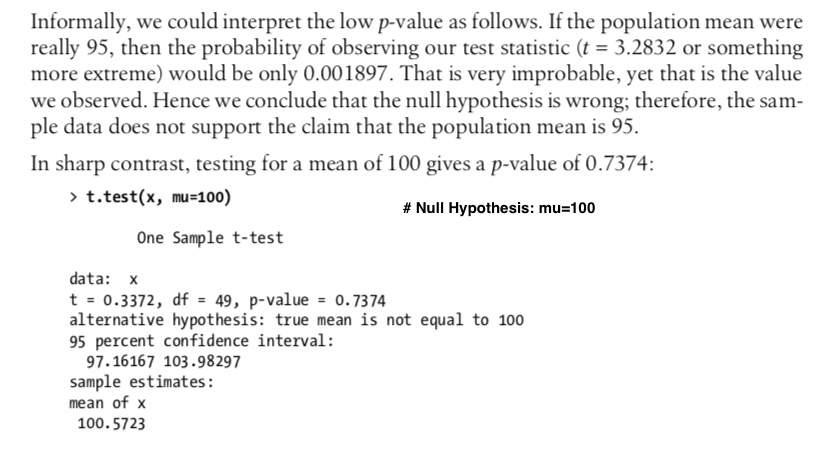 Informally, we could interpret the low p-value as follows. If the population mean were
really 95, then the probability of observing our test statistic (t = 3.2832 or something
more extreme) would be only 0.001897. That is very improbable, yet that is the value
we observed. Hence we conclude that the null hypothesis is wrong; therefore, the sam-
ple data does not support the claim that the population mean is 95.
In sharp contrast, testing for a mean of 100 gives a p-value of 0.7374:
> t.test(x, mu=100)
# Null Hypothesis: mu=100
One Sample t-test
data: x
t = 0.3372, df = 49, p-value = 0.7374
alternative hypothesis: true mean is not equal to 100
95 percent confidence interval:
97.16167 103.98297
sample estimates:
mean of x
100.5723